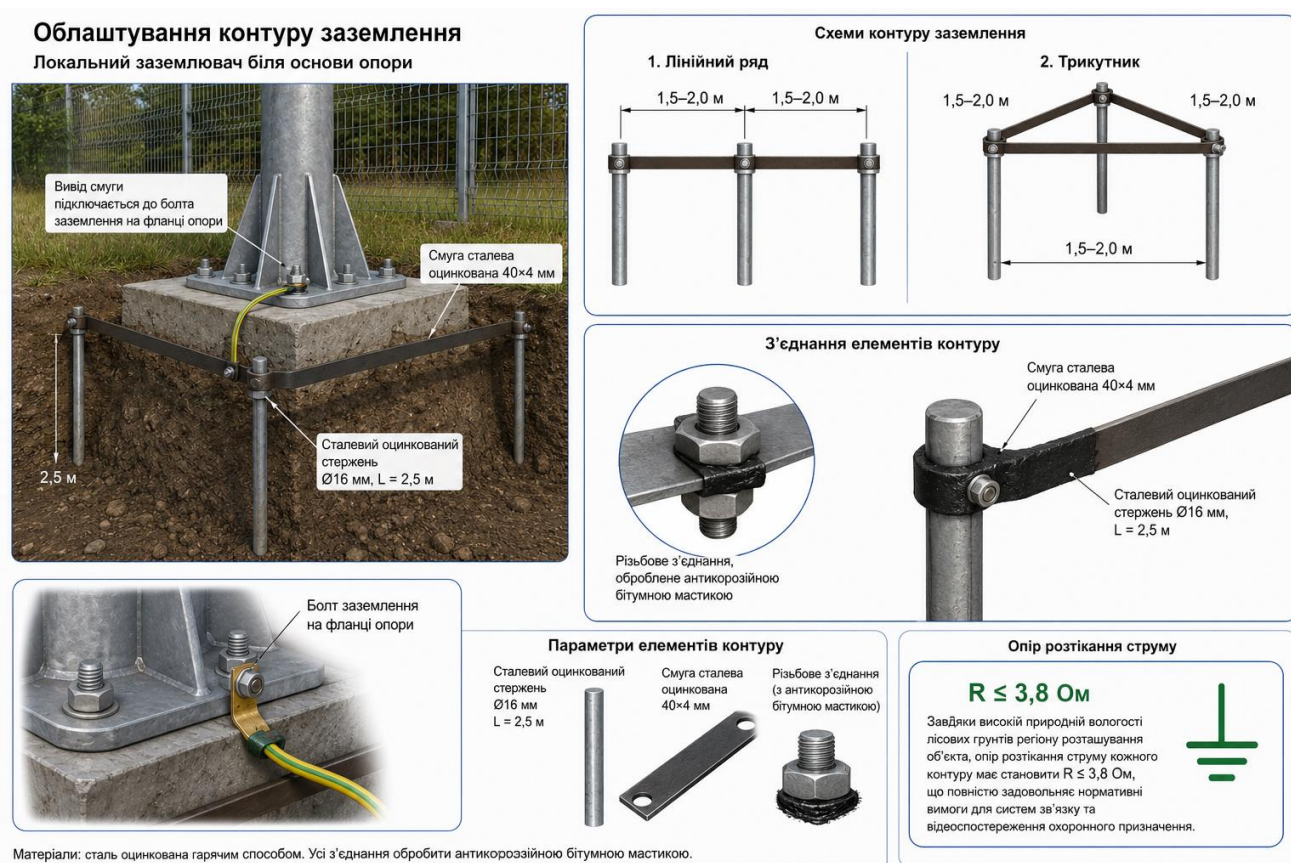 Облаштування контуру заземлення
Локальний заземлювач біля основи опори
Вивід смуги
підключається до болта
заземлення на фланці опори
Смуга сталева
оцинкована 40×4 мм
2,5 м
Сталевий оцинкований
стержень
Ø16 мм, L = 2,5 м
Схеми контуру заземлення
1. Лінійний ряд
1,5–2,0 м
1,5–2,0 м
2. Трикутник
1,5–2,0 м
1,5–2,0 м
1,5–2,0 м
З’єднання елементів контуру
Смуга сталева
оцинкована 40×4 мм
Сталевий оцинкований
стержень Ø16 мм,
L = 2,5 м
Різьбове з’єднання,
оброблене антикорозійною
бітумною мастикою
Болт заземлення
на фланці опори
Параметри елементів контуру
Сталевий оцинкований
стержень
Ø16 мм
L = 2,5 м
Смуга сталева
оцинкована
40×4 мм
Різьбове з’єднання
(з антикорозійною
бітумною мастикою)
Опір розтікання струму
R ≤ 3,8 Ом
Завдяки високій природній вологості
лісових грунтів регіону розташування
об’єкта, опір розтікання струму кожного
контуру має становити R ≤ 3,8 Ом,
що повністю задовольняє нормативні
вимоги для систем зв’язку та
відеоспостереження охоронного призначення.
Матеріали: сталь оцинкована гарячим способом. Усі з’єднання обробити антикороззійною бітумною мастикою.